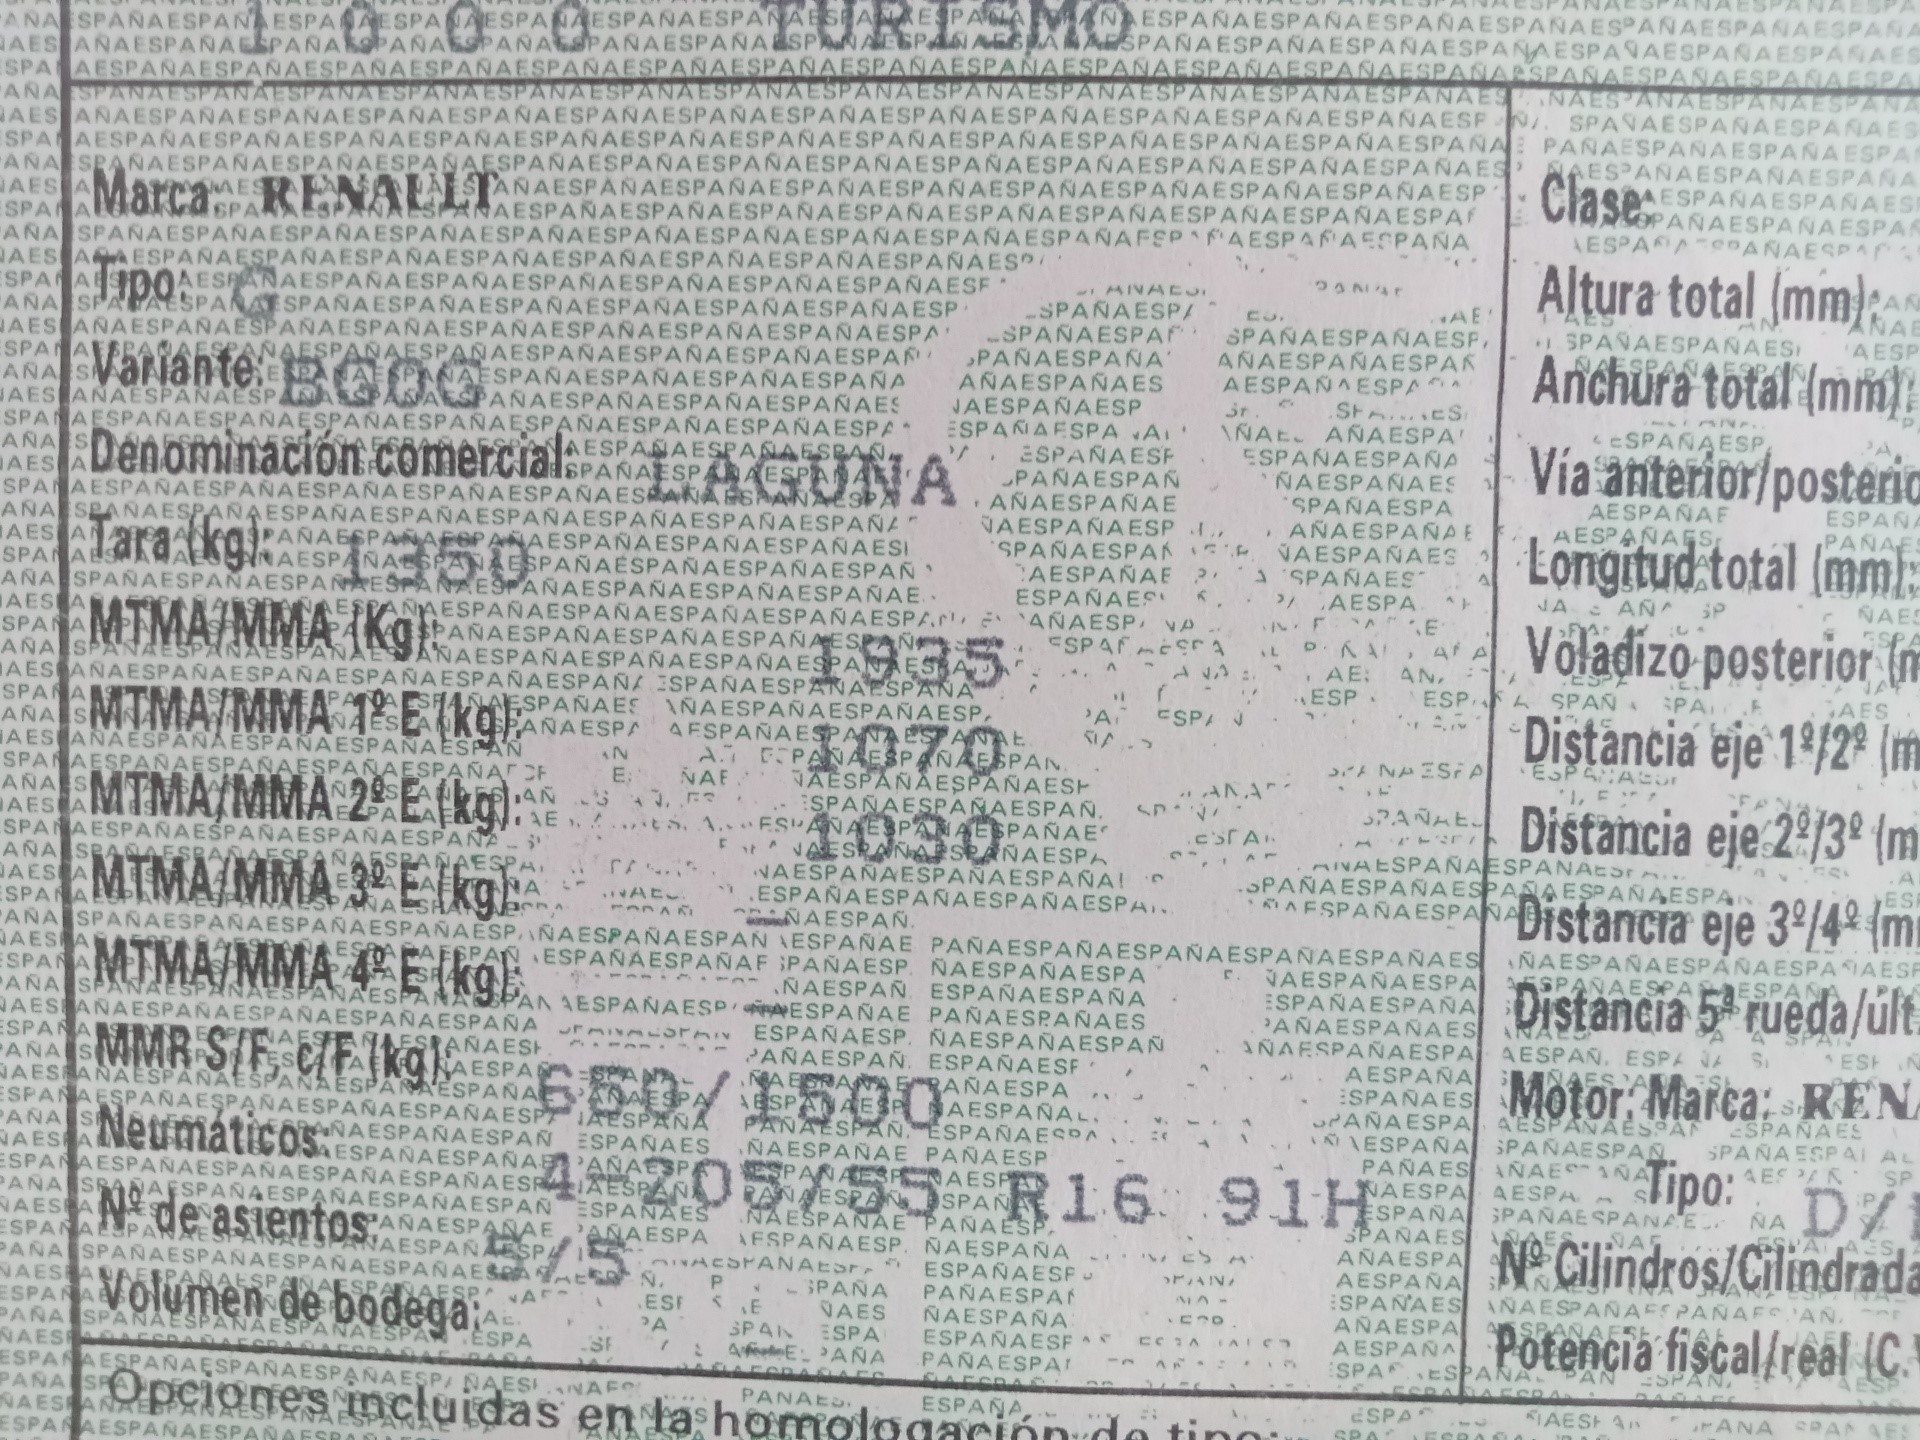 1 0 0 0 TURISMO
Marca: RENAULT
Tipo: G
Variante: BG0G
Denominación comercial: LAGUNA
Tara (kg): 1350
MTMA/MMA (Kg): 1935
MTMA/MMA 1º E (kg): 1070
MTMA/MMA 2º E (kg): 1030
MTMA/MMA 3º E (kg): -
MTMA/MMA 4º E (kg): -
MMR S/F, c/F (kg): 650/1500
Neumáticos: 4-205/55 R16 91H
Nº de asientos: 5/5
Volumen de bodega: -
Opciones incluidas en la homologación de tipo:
Clase:
Altura total (mm):
Anchura total (mm):
Vía anterior/posterio
Longitud total (mm):
Voladizo posterior (m
Distancia eje 1º/2º (m
Distancia eje 2º/3º (m
Distancia eje 3º/4º (m
Distancia 5ª rueda/últ.
Motor: Marca: RENA
Tipo: D/
Nº Cilindros/Cilindrada
Potencia fiscal/real (C.V